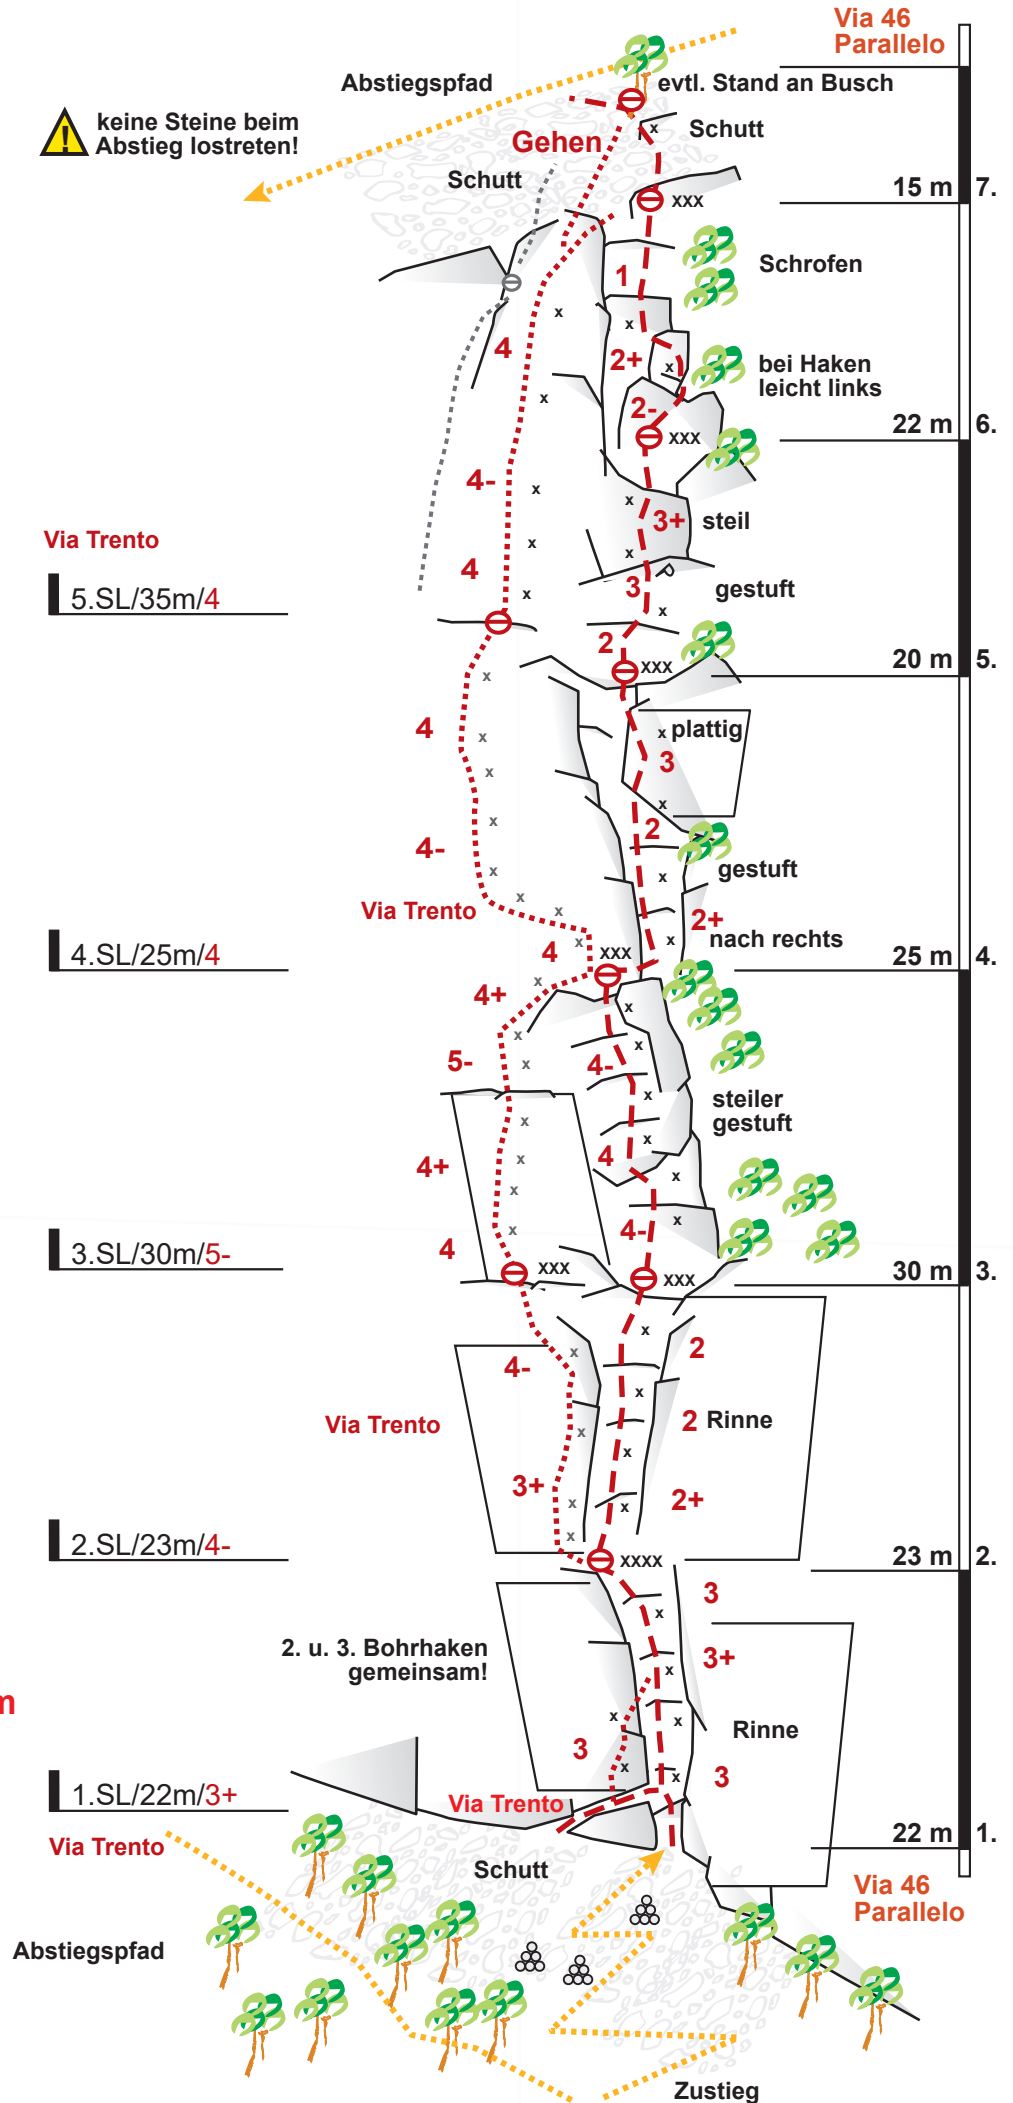 Via 46
Parallelo
Abstiegspfad
evtl. Stand an Busch
keine Steine beim
Abstieg lostreten!
Gehen
x
Schutt
Schutt
15 m
7.
xxx
Schrofen
1
x
x
4
2+
x
bei Haken
leicht links
x
2-
22 m
6.
xxx
4-
x
x
3+
steil
Via Trento
x
x
4
3
gestuft
5.SL/35m/4
x
x
2
20 m
5.
xxx
x
4
x
x
plattig
x
3
x
x
2
4-
x
gestuft
x
x
Via Trento
x
2+
4.SL/25m/4
4
x
xxx
x
nach rechts
25 m
4.
4+
x
x
x
x
5-
x
4-
x
steiler
gestuft
x
x
4+
x
4
x
x
x
x
4-
3.SL/30m/5-
4
xxx
xxx
30 m
3.
x
4-
x
2
x
Via Trento
x
2
Rinne
x
3+
x
x
2+
x
2.SL/23m/4-
xxxx
23 m
2.
3
x
2. u. 3. Bohrhaken
gemeinsam!
3+
x
m
x
x
Rinne
3
x
x
3
1.SL/22m/3+
Via Trento
22 m
1.
Via Trento
Schutt
Via 46
Parallelo
Abstiegspfad
Zustieg